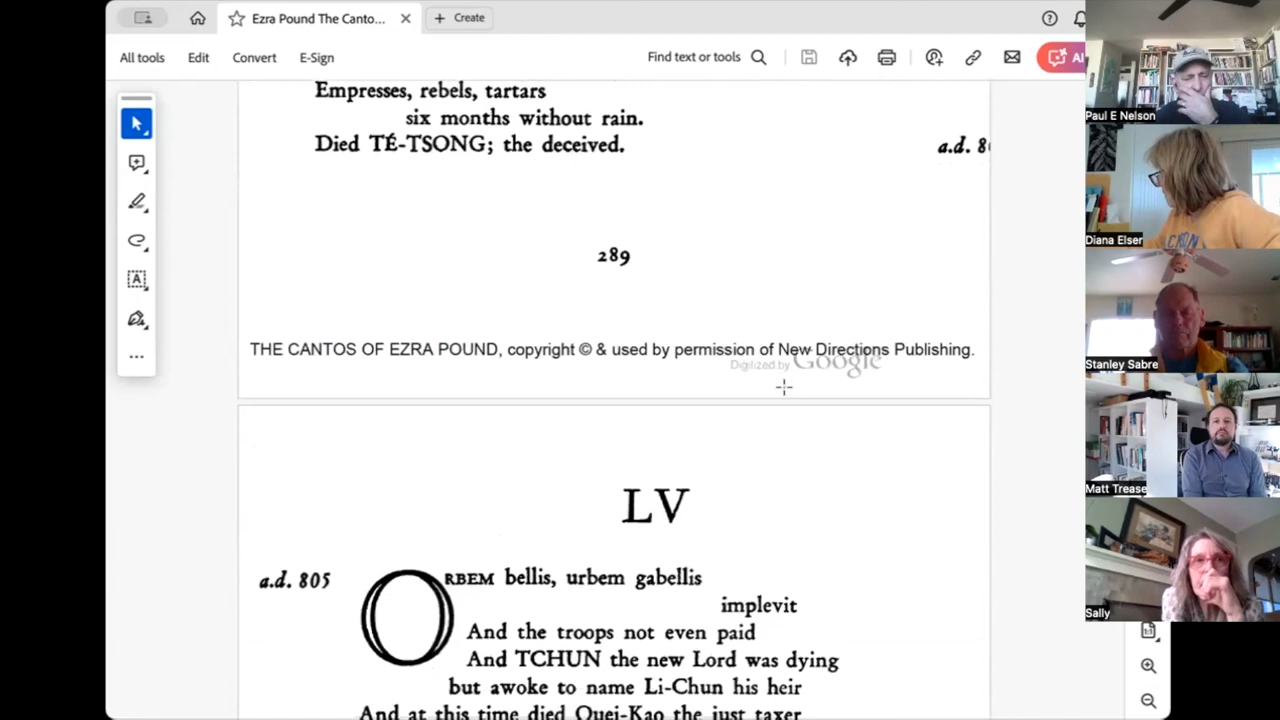 Ezra Pound The Canto...
Create
All tools
Edit
Convert
E-Sign
Find text or tools
AI
Empresses, rebels, tartars
six months without rain.
Died TÉ-TSONG; the deceived.
a.d. 8
289
THE CANTOS OF EZRA POUND, copyright © & used by permission of New Directions Publishing.
Digitized by Google
LV
a.d. 805
ORBEM bellis, urbem gabellis
implevit
And the troops not even paid
And TCHUN the new Lord was dying
but awoke to name Li-Chun his heir
And at this time died Quei-Kao the just taxer
Paul E Nelson
Diana Elser
Stanley Sabre
Matt Trease
Sally